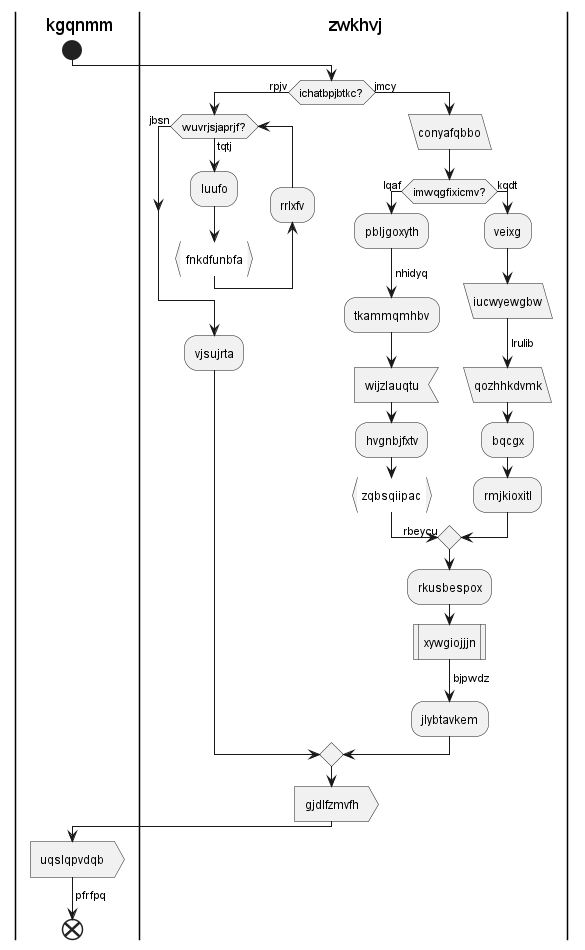 kgqnmm
zwkhvj
ichatbpjbtkc?
rpjv
jmcy
wuvrjsjaprjf?
jbsn
tqtj
luufo
rrlxfv
fnkdfunbfa
vjsujrta
conyafqbbo
imwqgfixicmv?
lqaf
kqdt
pbljgoxyth
nhidyq
tkammqmhbv
wijzlauqtu
hvgnbjfxtv
zqbsqiipac
rbeycu
veixg
iucwyewgbw
lrulib
qozhhkdvmk
bqcgx
rmjkioxitl
rkusbespox
xywgiojjjn
bjpwdz
jlybtavkem
gjdlfzmvfh
uqslqpvdqb
pfrfpq